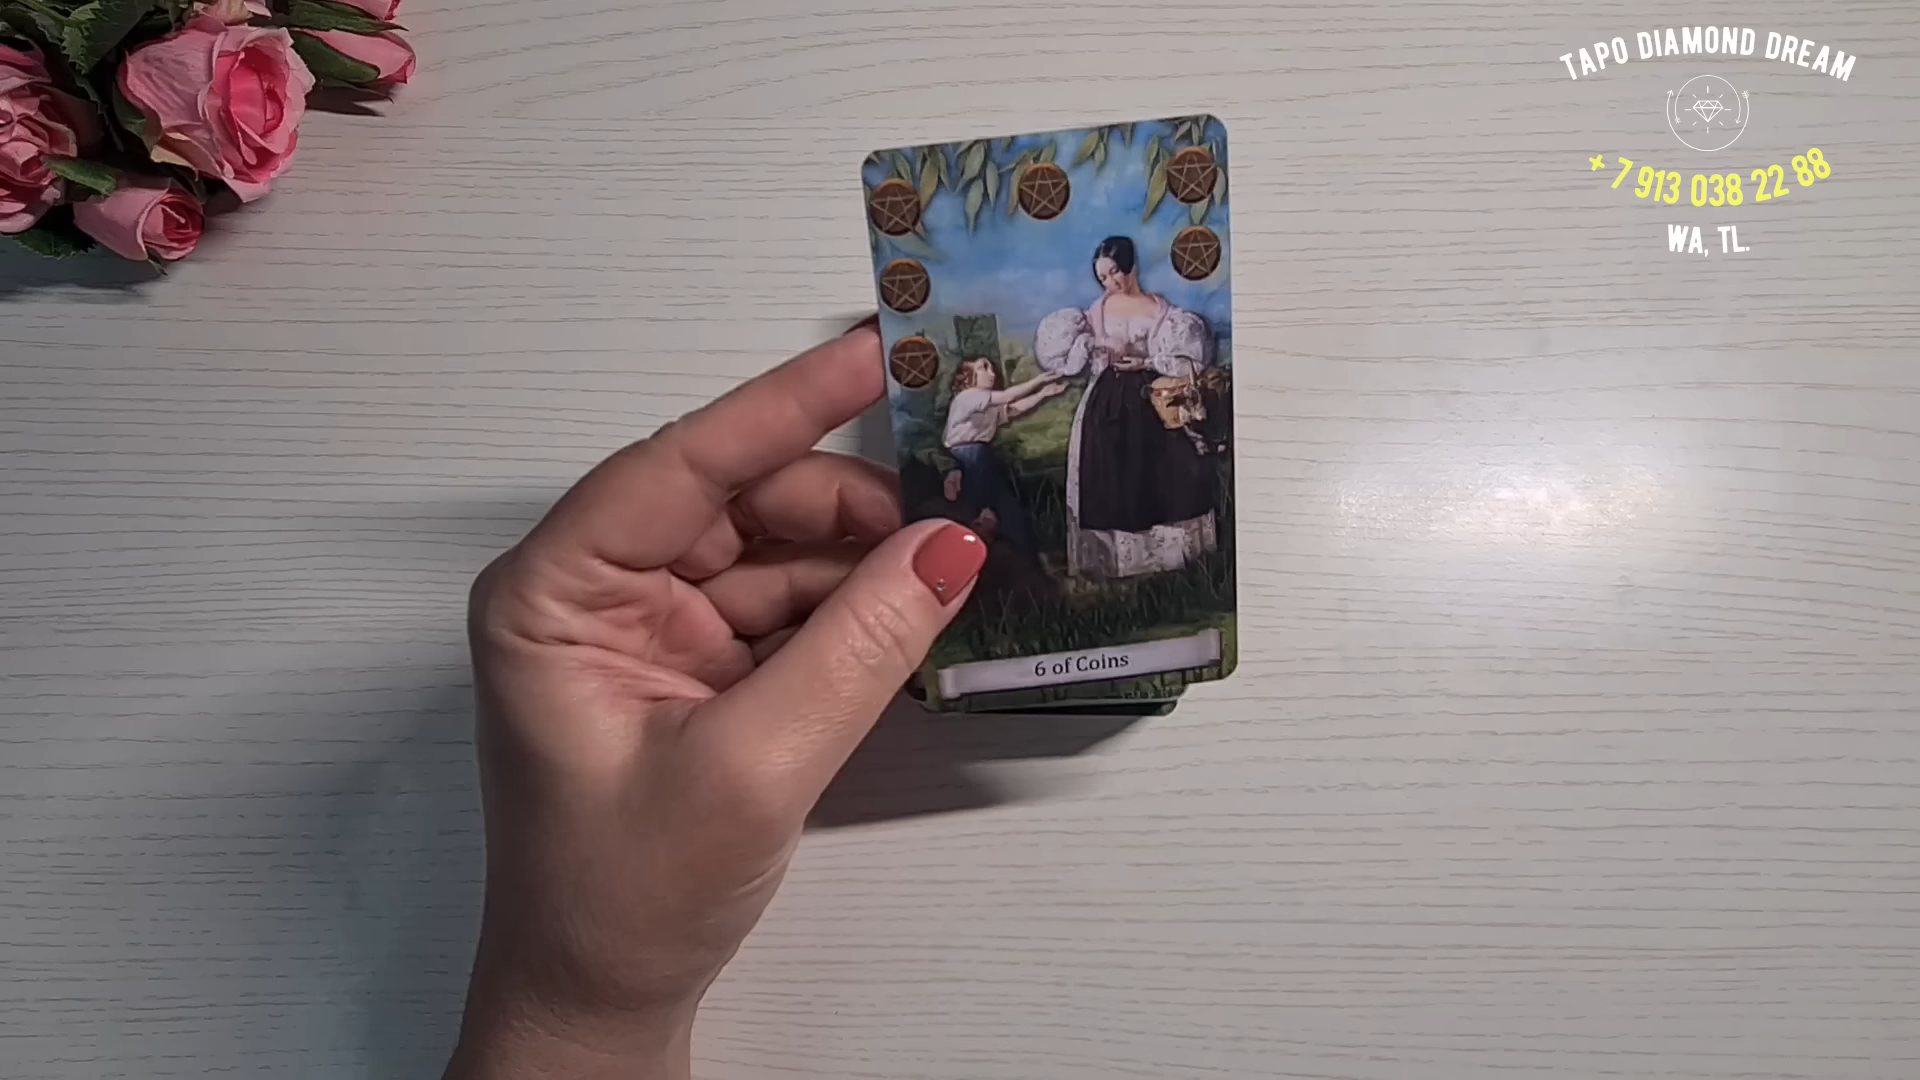 ТАРО DIAMOND DREAM
+ 7 913 038 22 88
WA, TL.
6 of Coins